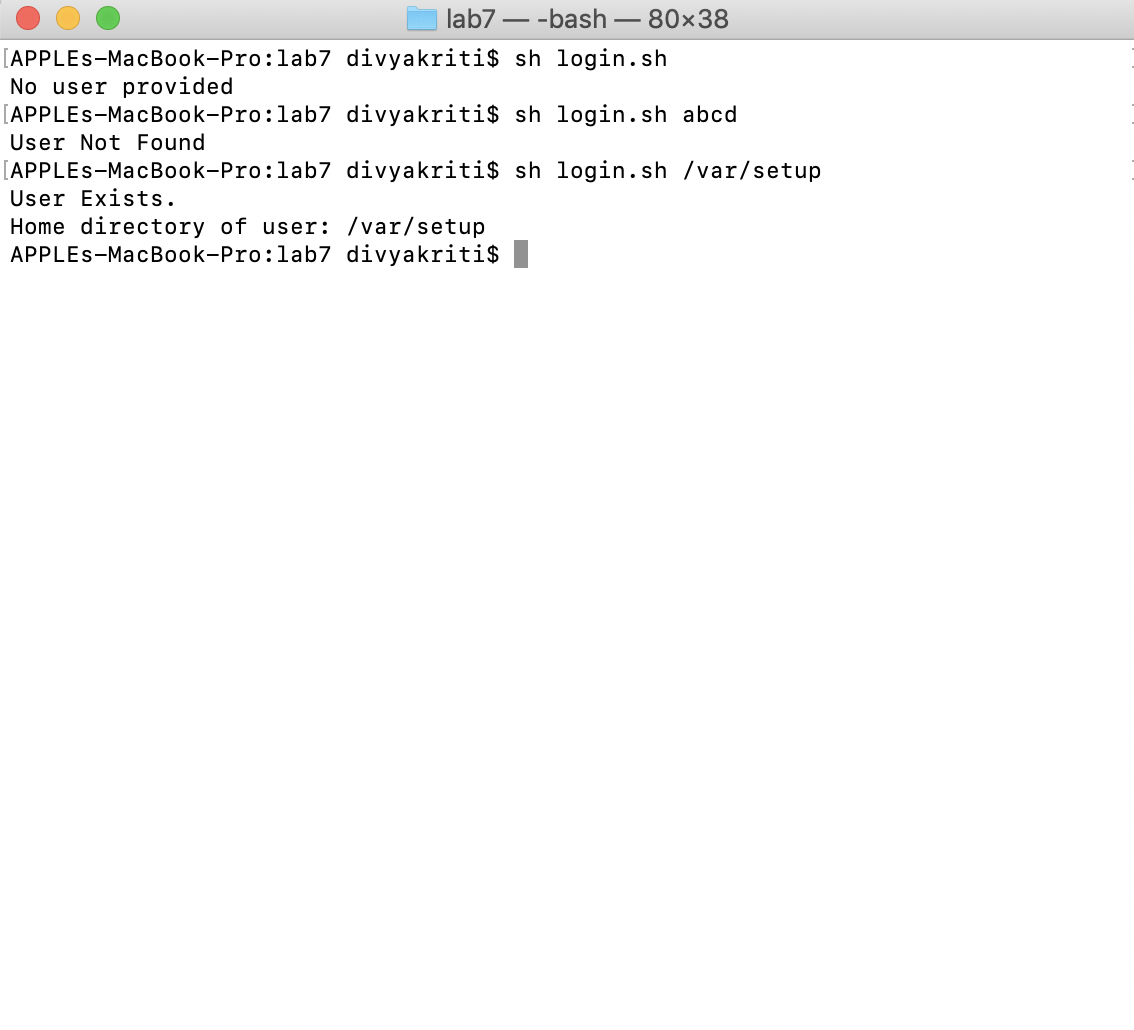 lab7 — -bash — 80×38
[APPLEs-MacBook-Pro:lab7 divyakriti$ sh login.sh
No user provided
[APPLEs-MacBook-Pro:lab7 divyakriti$ sh login.sh abcd
User Not Found
[APPLEs-MacBook-Pro:lab7 divyakriti$ sh login.sh /var/setup
User Exists.
Home directory of user: /var/setup
APPLEs-MacBook-Pro:lab7 divyakriti$